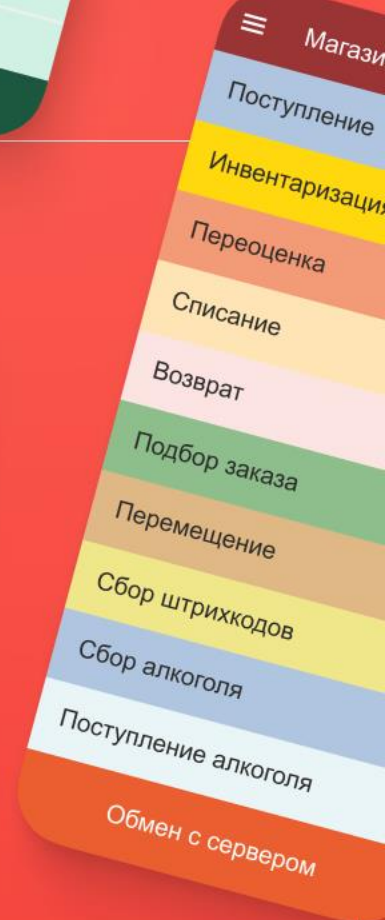 Магази
Поступление
Инвентаризация
Переоценка
Списание
Возврат
Подбор заказа
Перемещение
Сбор штрихкодов
Сбор алкоголя
Поступление алкоголя
Обмен с сервером